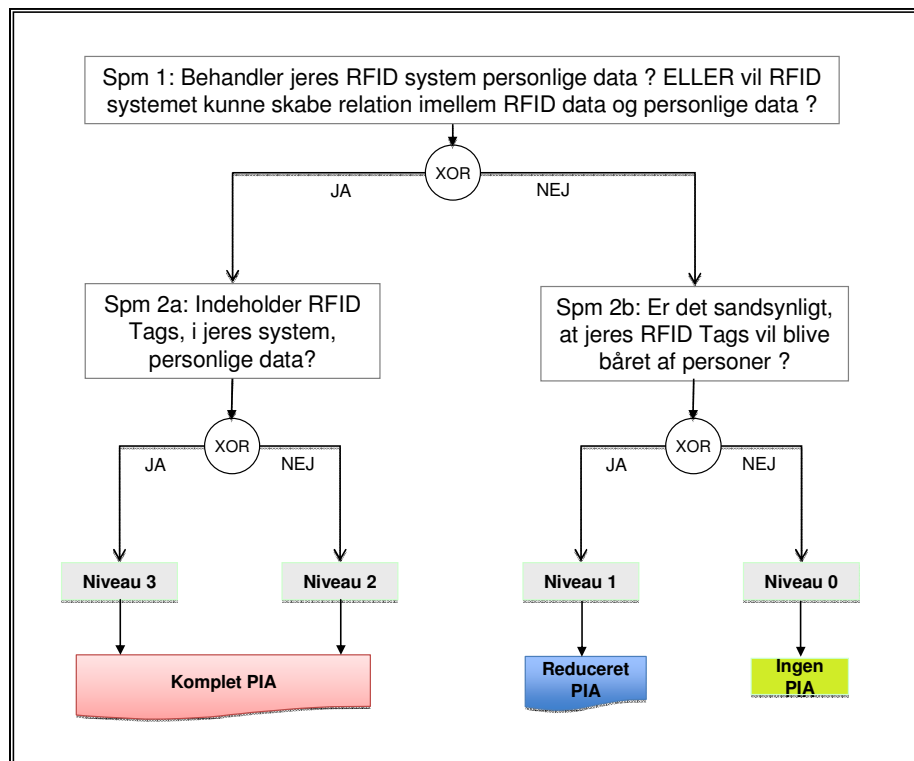 Spm 1: Behandler jeres RFID system personlige data ? ELLER vil RFID
systemet kunne skabe relation imellem RFID data og personlige data ?
XOR
JA
NEJ
Spm 2a: Indeholder RFID
Tags, i jeres system,
personlige data?
Spm 2b: Er det sandsynligt,
at jeres RFID Tags vil blive
båret af personer ?
XOR
JA
NEJ
XOR
JA
NEJ
Niveau 3
Niveau 2
Niveau 1
Niveau 0
Komplet PIA
Reduceret
PIA
Ingen
PIA